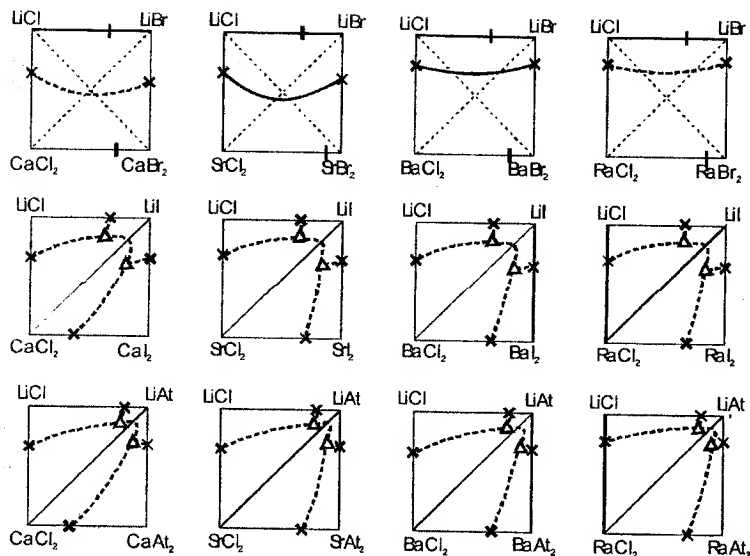 LiCl LiBr LiCl LiBr LiCl LiBr LiCl LiBr
CaCl₂ CaBr₂ SrCl₂ SrBr₂ BaCl₂ BaBr₂ RaCl₂ RaBr₂
LiCl LiI LiCl LiI LiCl LiI LiCl LiI
CaCl₂ CaI₂ SrCl₂ SrI₂ BaCl₂ BaI₂ RaCl₂ RaI₂
LiCl LiAt LiCl LiAt LiCl LiAt LiCl LiAt
CaCl₂ CaAt₂ SrCl₂ SrAt₂ BaCl₂ BaAt₂ RaCl₂ RaAt₂